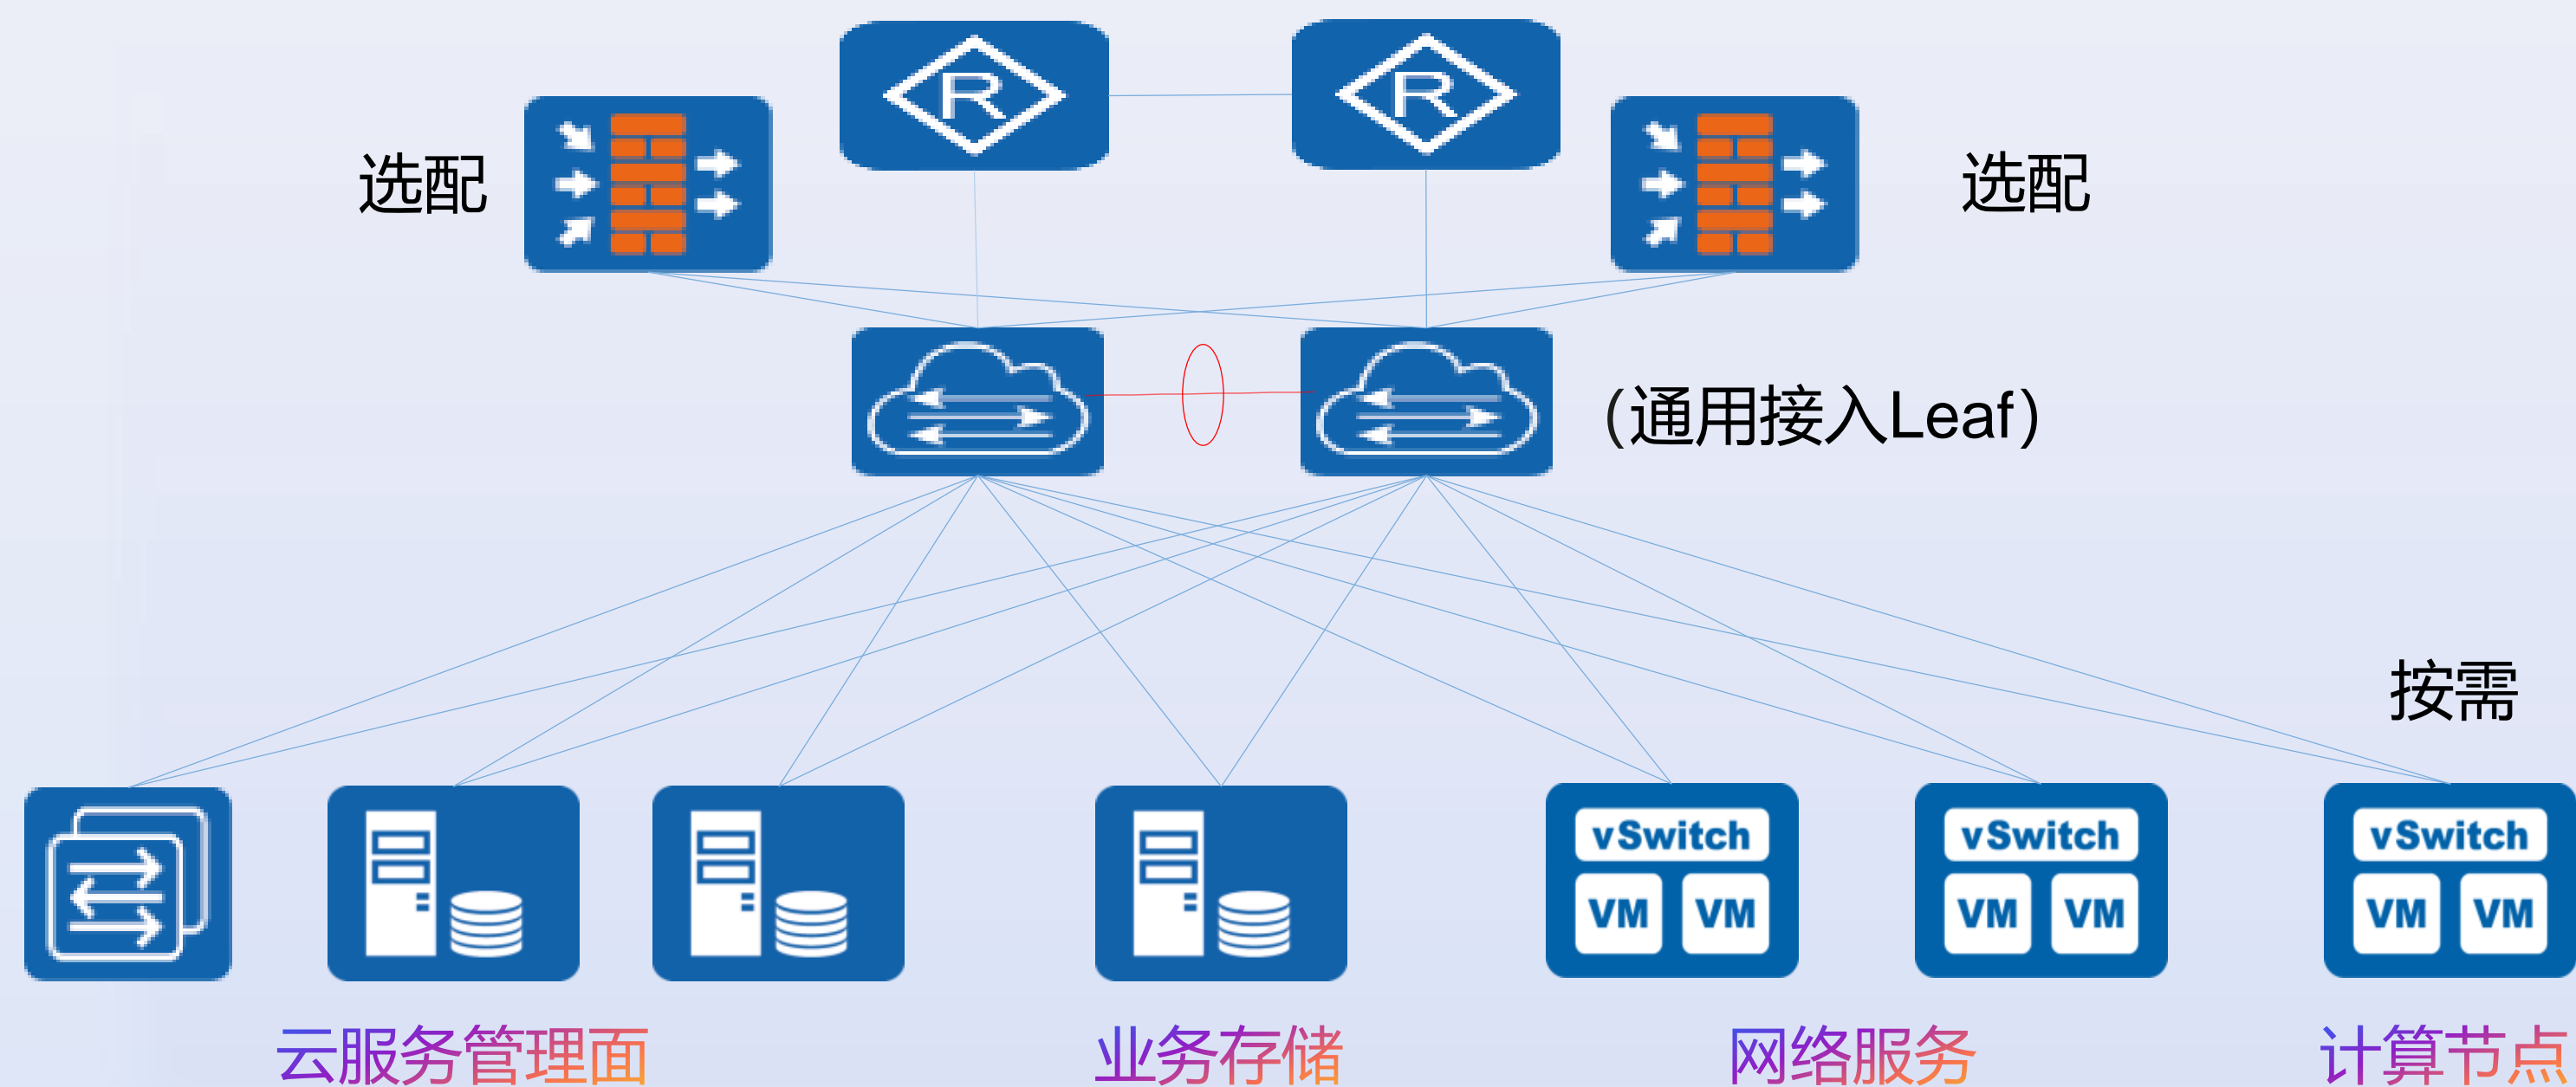 R
R
选配
选配
(通用接入Leaf)
按需
vSwitch
VM VM
vSwitch
VM VM
vSwitch
VM VM
云服务管理面
业务存储
网络服务
计算节点